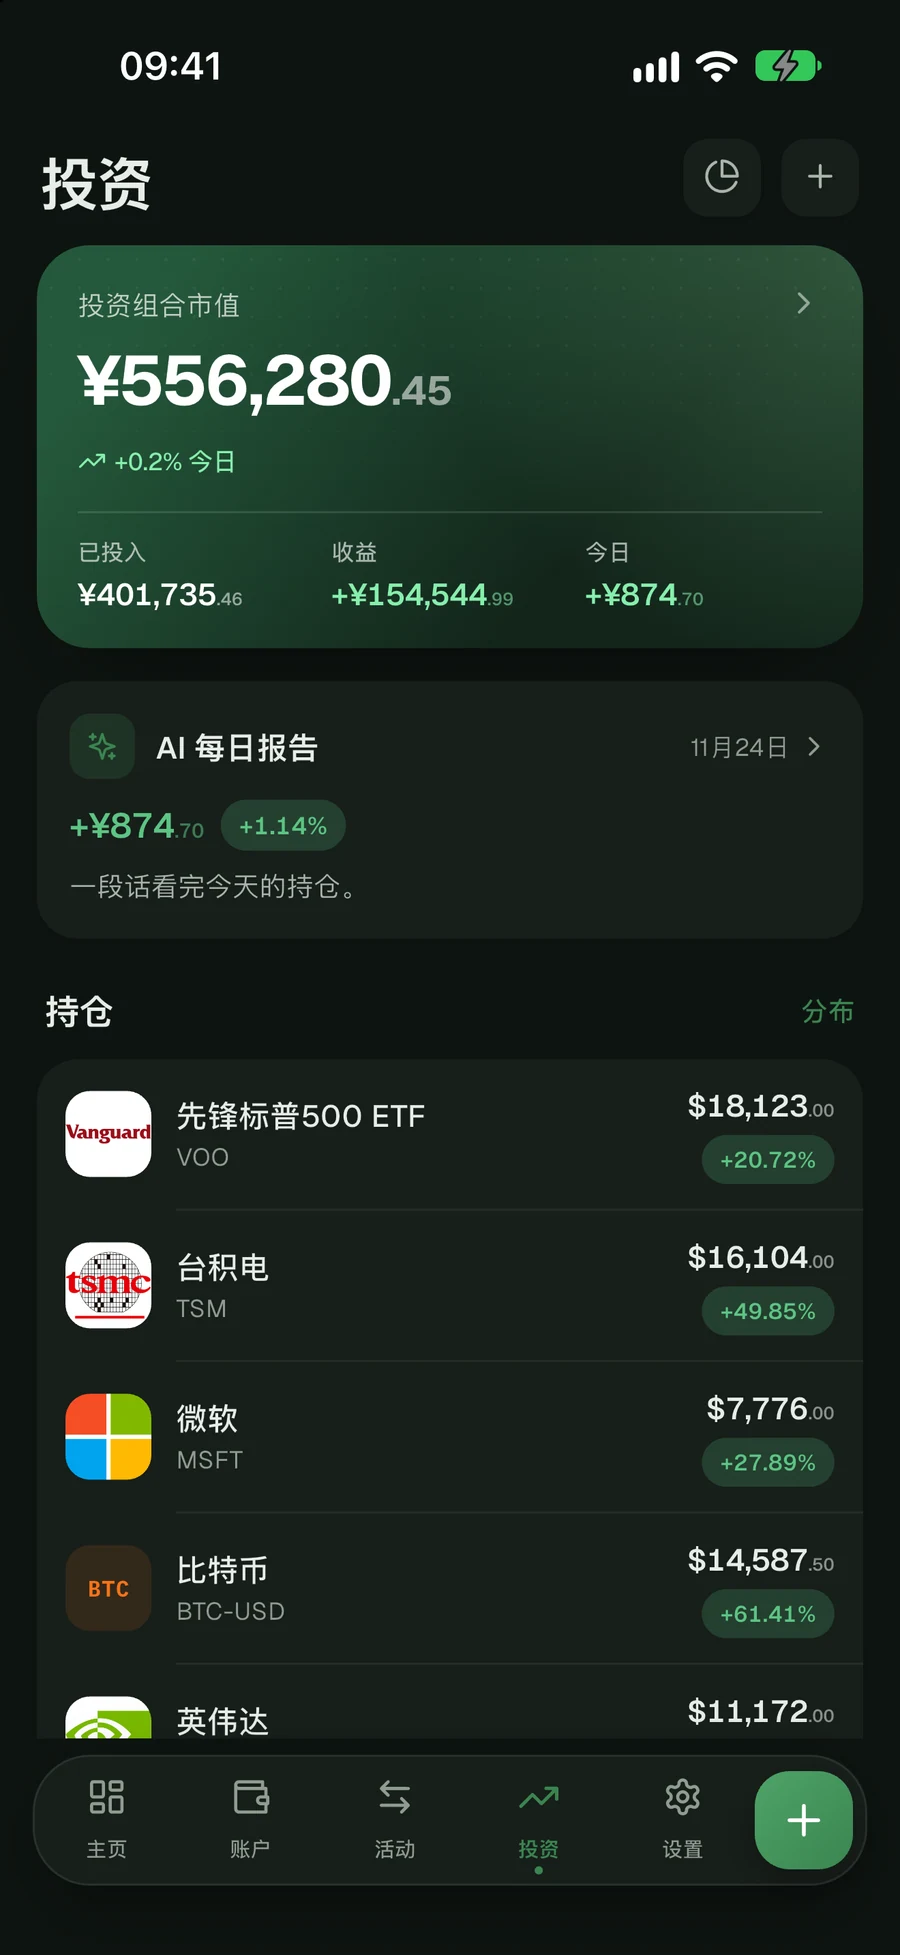 09:41
投资
投资组合市值
¥556,280.45
+0.2% 今日
已投入 收益 今日
¥401,735.46 +¥154,544.99 +¥874.70
AI 每日报告 11月24日
+¥874.70 +1.14%
一段话看完今天的持仓。
持仓 分布
Vanguard
先锋标普500 ETF $18,123.00
VOO +20.72%
tsmc
台积电 $16,104.00
TSM +49.85%
微软 $7,776.00
MSFT +27.89%
BTC
比特币 $14,587.50
BTC-USD +61.41%
英伟达 $11,172.00
主页 账户 活动 投资 设置